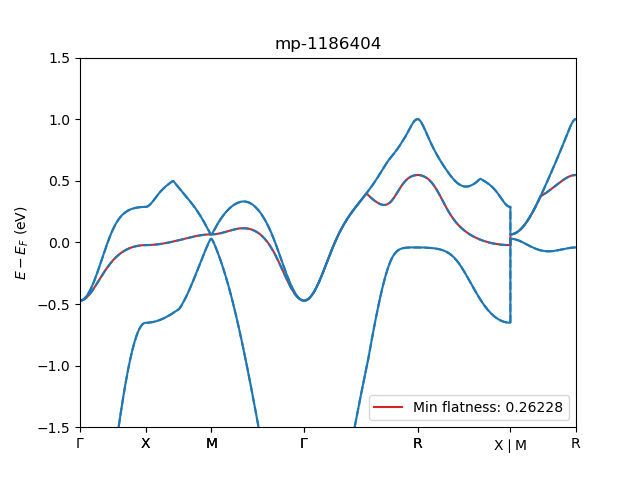 mp-1186404
E − E_F (eV)
1.5
1.0
0.5
0.0
−0.5
−1.0
−1.5
Min flatness: 0.26228
Γ X M Γ R X | M R